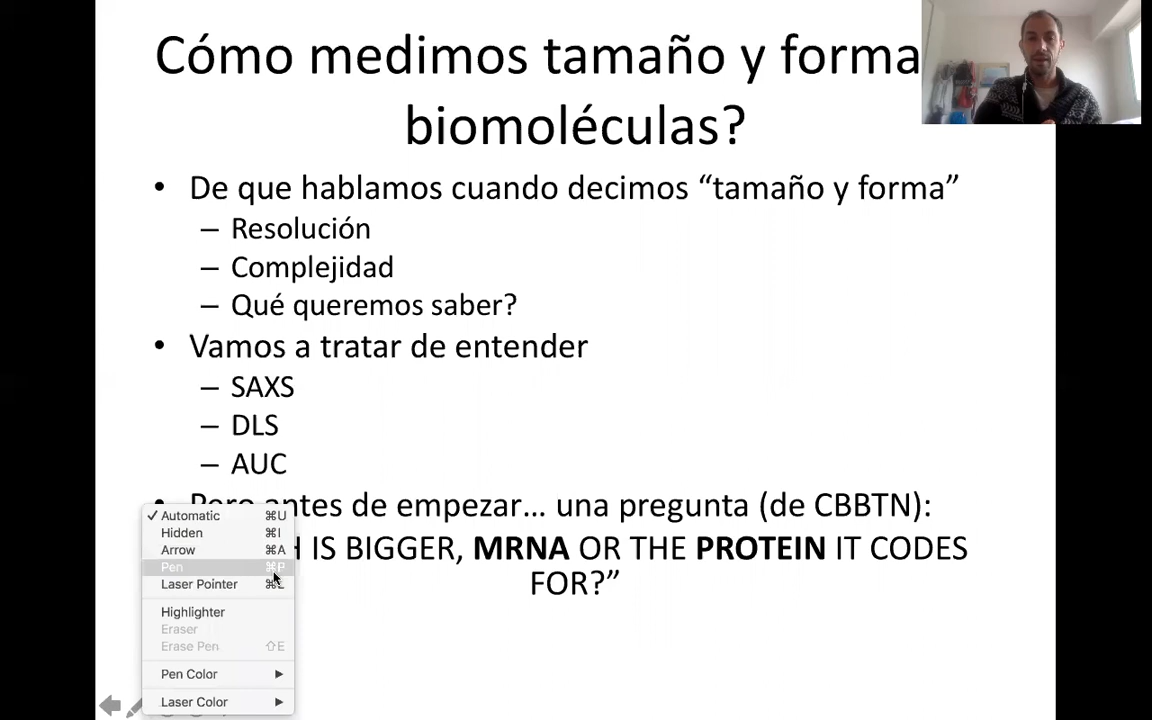 Cómo medimos tamaño y forma
biomoléculas?
• De que hablamos cuando decimos “tamaño y forma”
– Resolución
– Complejidad
– Qué queremos saber?
• Vamos a tratar de entender
– SAXS
– DLS
– AUC
• Pero antes de empezar... una pregunta (de CBBTN):
H IS BIGGER, MRNA OR THE PROTEIN IT CODES
FOR?”
✓ Automatic ⌘U
Hidden ⌘I
Arrow ⌘A
Pen ⌘P
Laser Pointer
Highlighter
Eraser
Erase Pen ⇧E
Pen Color ▶
Laser Color ▶